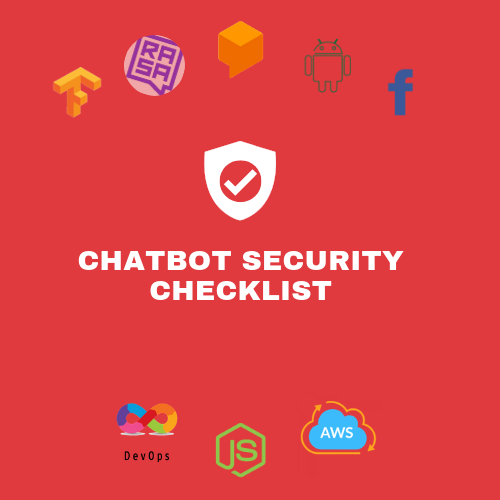 RASA
CHATBOT SECURITY
CHECKLIST
DevOps
JS
AWS